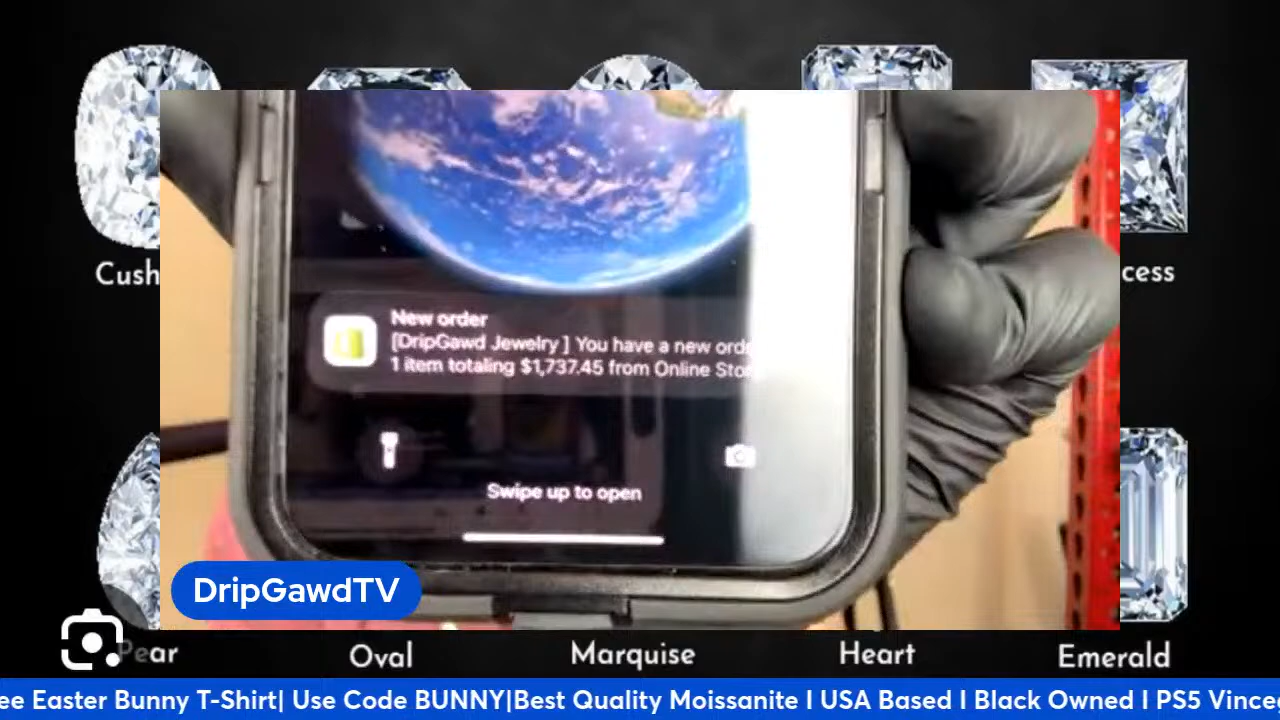 Cush
cess
New order
[DripGawd Jewelry ] You have a new ord
1 item totaling $1,737.45 from Online Sto
Swipe up to open
DripGawdTV
Pear
Oval
Marquise
Heart
Emerald
ee Easter Bunny T-Shirt| Use Code BUNNY|Best Quality Moissanite I USA Based I Black Owned I PS5 Vince